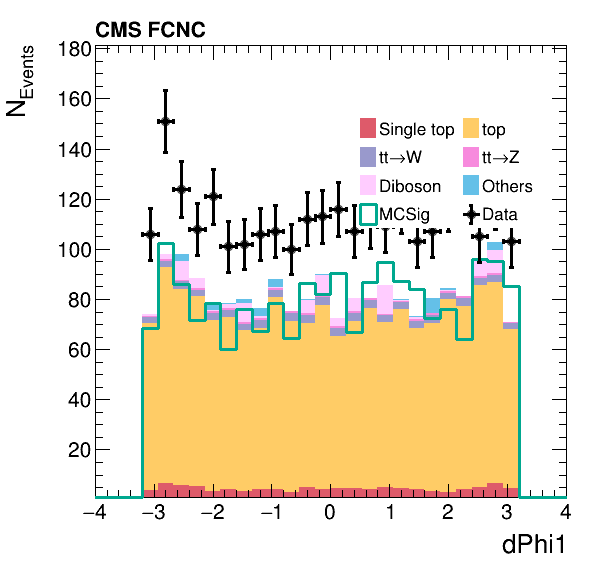 CMS FCNC
N_Events
180
160
140
120
100
80
60
40
20
Single top
top
tt→W
tt→Z
Diboson
Others
MCSig
Data
−4 −3 −2 −1 0 1 2 3 4
dPhi1